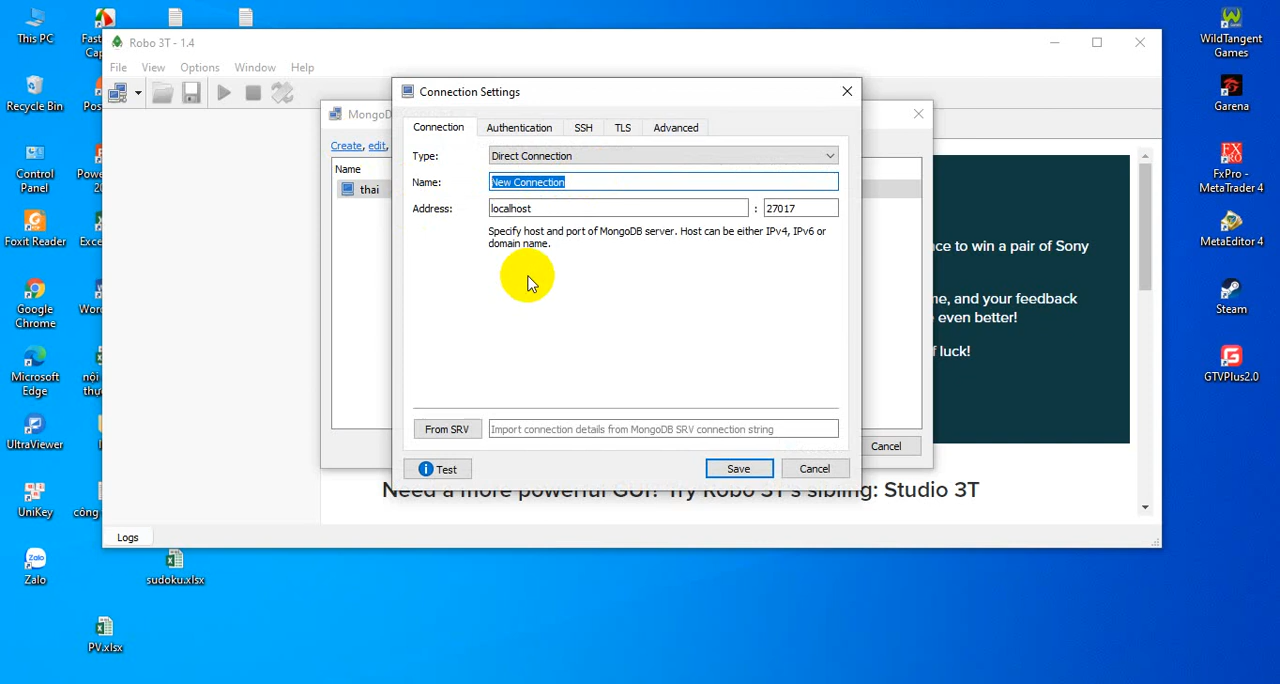 This PC
Recycle Bin
Control
Panel
Foxit Reader
Google
Chrome
Microsoft
Edge
UltraViewer
UniKey
Zalo
sudoku.xlsx
PV.xlsx
Robo 3T - 1.4
File View Options Window Help
MongoD
Create, edit,
Name
thai
Cancel
Connection Settings
Connection Authentication SSH TLS Advanced
Type: Direct Connection
Name: New Connection
Address: localhost : 27017
Specify host and port of MongoDB server. Host can be either IPv4, IPv6 or
domain name.
From SRV Import connection details from MongoDB SRV connection string
Test Save Cancel
nce to win a pair of Sony
ne, and your feedback
even better!
f luck!
Need a more powerful GUI? Try Robo 3T's sibling: Studio 3T
Logs
WildTangent
Games
Garena
FxPro -
MetaTrader 4
MetaEditor 4
Steam
GTVPlus2.0